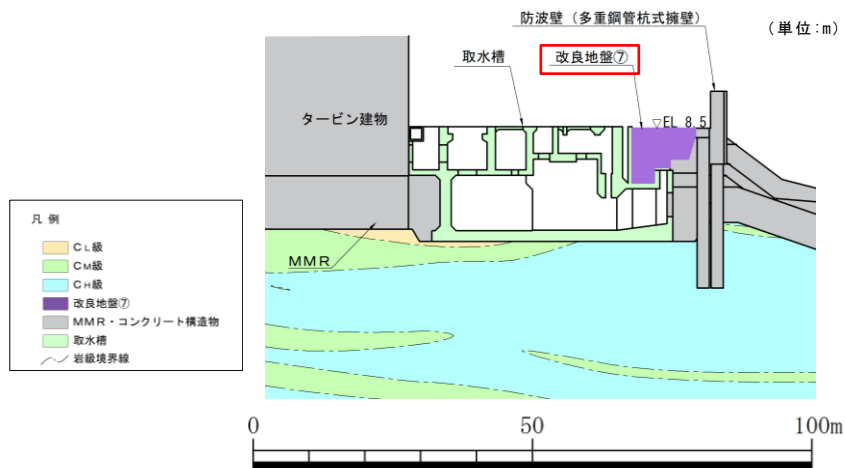 防波壁（多重鋼管杭式擁壁）
（単位:m）
取水槽
改良地盤⑦
タービン建物
▽EL 8.5
MMR
凡 例
CL級
CM級
CH級
改良地盤⑦
MMR・コンクリート構造物
取水槽
岩級境界線
0
50
100m